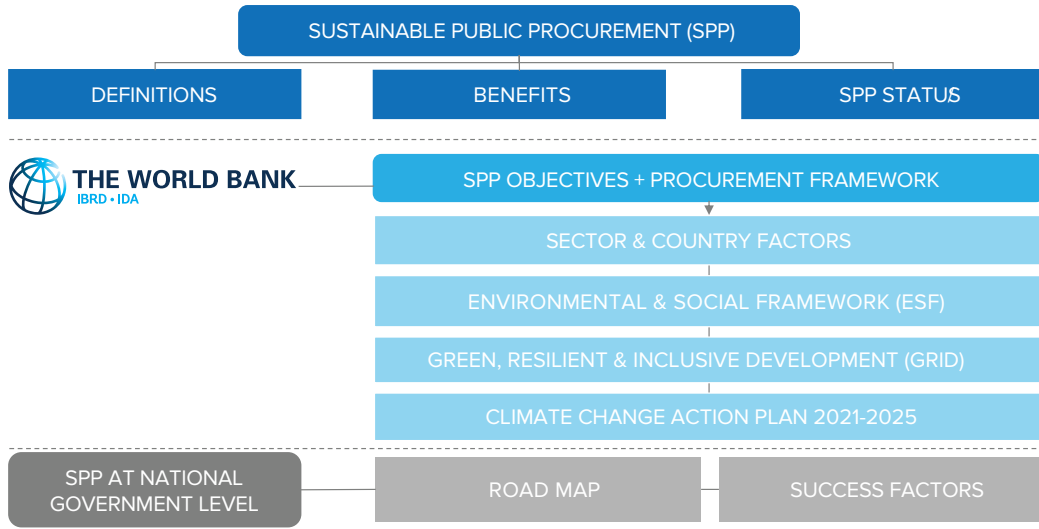 SUSTAINABLE PUBLIC PROCUREMENT (SPP)
DEFINITIONS
BENEFITS
SPP STATUS
THE WORLD BANK
IBRD • IDA
SPP OBJECTIVES + PROCUREMENT FRAMEWORK
SECTOR & COUNTRY FACTORS
ENVIRONMENTAL & SOCIAL FRAMEWORK (ESF)
GREEN, RESILIENT & INCLUSIVE DEVELOPMENT (GRID)
CLIMATE CHANGE ACTION PLAN 2021-2025
SPP AT NATIONAL
GOVERNMENT LEVEL
ROAD MAP
SUCCESS FACTORS